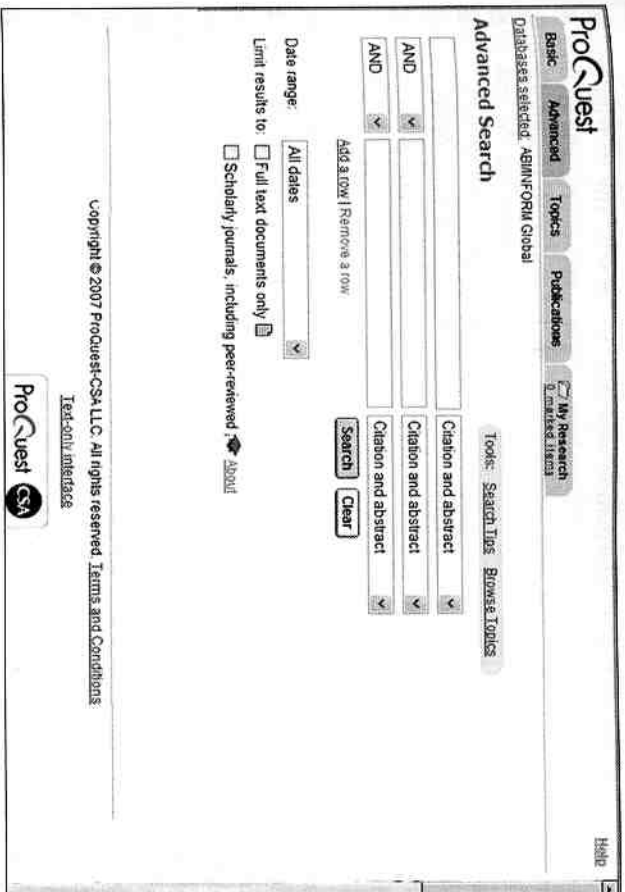 ProQuest
Help
Basic Advanced Topics Publications My Research
0 marked items
Databases selected: ABI/INFORM Global
Advanced Search
Tools: Search Tips Browse Topics
Citation and abstract
AND Citation and abstract
AND Citation and abstract
Add a row | Remove a row Search Clear
Date range: All dates
Limit results to: Full text documents only
Scholarly journals, including peer-reviewed About
Copyright © 2007 ProQuest-CSA LLC. All rights reserved. Terms and Conditions
Text-only interface
ProQuest CSA